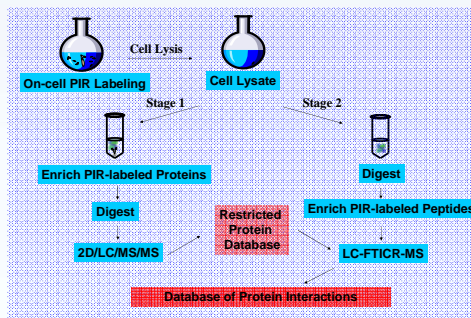 Cell Lysis
On-cell PIR Labeling
Cell Lysate
Stage 1
Stage 2
Enrich PIR-labeled Proteins
Digest
2D/LC/MS/MS
Digest
Enrich PIR-labeled Peptides
LC-FTICR-MS
Restricted
Protein
Database
Database of Protein Interactions